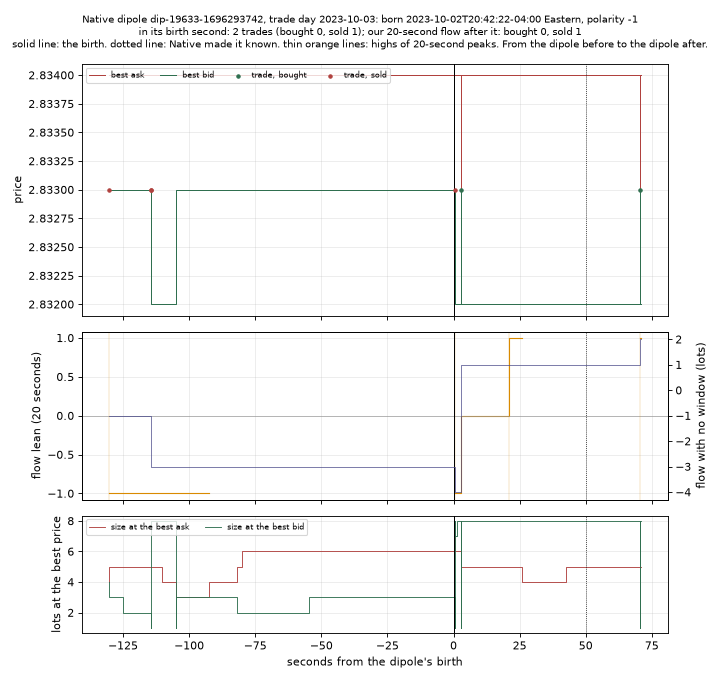 Native dipole dip-19633-1696293742, trade day 2023-10-03: born 2023-10-02T20:42:22-04:00 Eastern, polarity -1
in its birth second: 2 trades (bought 0, sold 1); our 20-second flow after it: bought 0, sold 1
solid line: the birth. dotted line: Native made it known. thin orange lines: highs of 20-second peaks. From the dipole before to the dipole after.
best ask best bid trade, bought trade, sold
2.83400
2.83375
2.83350
2.83325
2.83300
2.83275
2.83250
2.83225
2.83200
price
1.0
0.5
0.0
−0.5
−1.0
flow lean (20 seconds)
2
1
0
−1
−2
−3
−4
flow with no window (lots)
size at the best ask size at the best bid
8
6
4
2
lots at the best price
−125 −100 −75 −50 −25 0 25 50 75
seconds from the dipole's birth